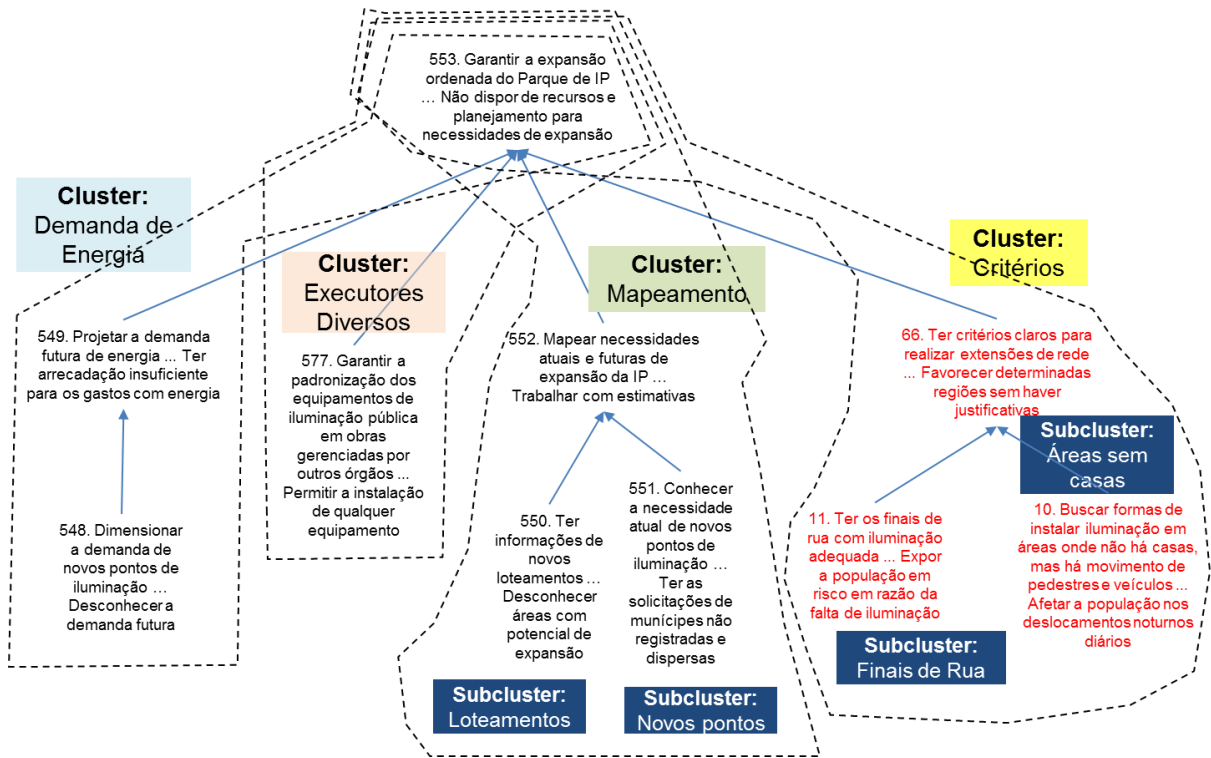 553. Garantir a expansão
ordenada do Parque de IP
... Não dispor de recursos e
planejamento para
necessidades de expansão
Cluster:
Demanda de
Energia
Cluster:
Executores
Diversos
Cluster:
Mapeamento
Cluster:
Critérios
549. Projetar a demanda
futura de energia ... Ter
arrecadação insuficiente
para os gastos com energia
577. Garantir a
padronização dos
equipamentos de
iluminação pública
em obras
gerenciadas por
outros órgãos ...
Permitir a instalação
de qualquer
equipamento
552. Mapear necessidades
atuais e futuras de
expansão da IP ...
Trabalhar com estimativas
66. Ter critérios claros para
realizar extensões de rede
... Favorecer determinadas
regiões sem haver
justificativas
Subcluster:
Áreas sem
casas
548. Dimensionar
a demanda de
novos pontos de
iluminação ...
Desconhecer a
demanda futura
550. Ter
informações de
novos
loteamentos ...
Desconhecer
áreas com
potencial de
expansão
551. Conhecer
a necessidade
atual de novos
pontos de
iluminação ...
Ter as
solicitações de
munícipes não
registradas e
dispersas
11. Ter os finais de
rua com iluminação
adequada ... Expor
a população em
risco em razão da
falta de iluminação
10. Buscar formas de
instalar iluminação em
áreas onde não há casas,
mas há movimento de
pedestres e veículos ...
Afetar a população nos
deslocamentos noturnos
diários
Subcluster:
Finais de Rua
Subcluster:
Loteamentos
Subcluster:
Novos pontos